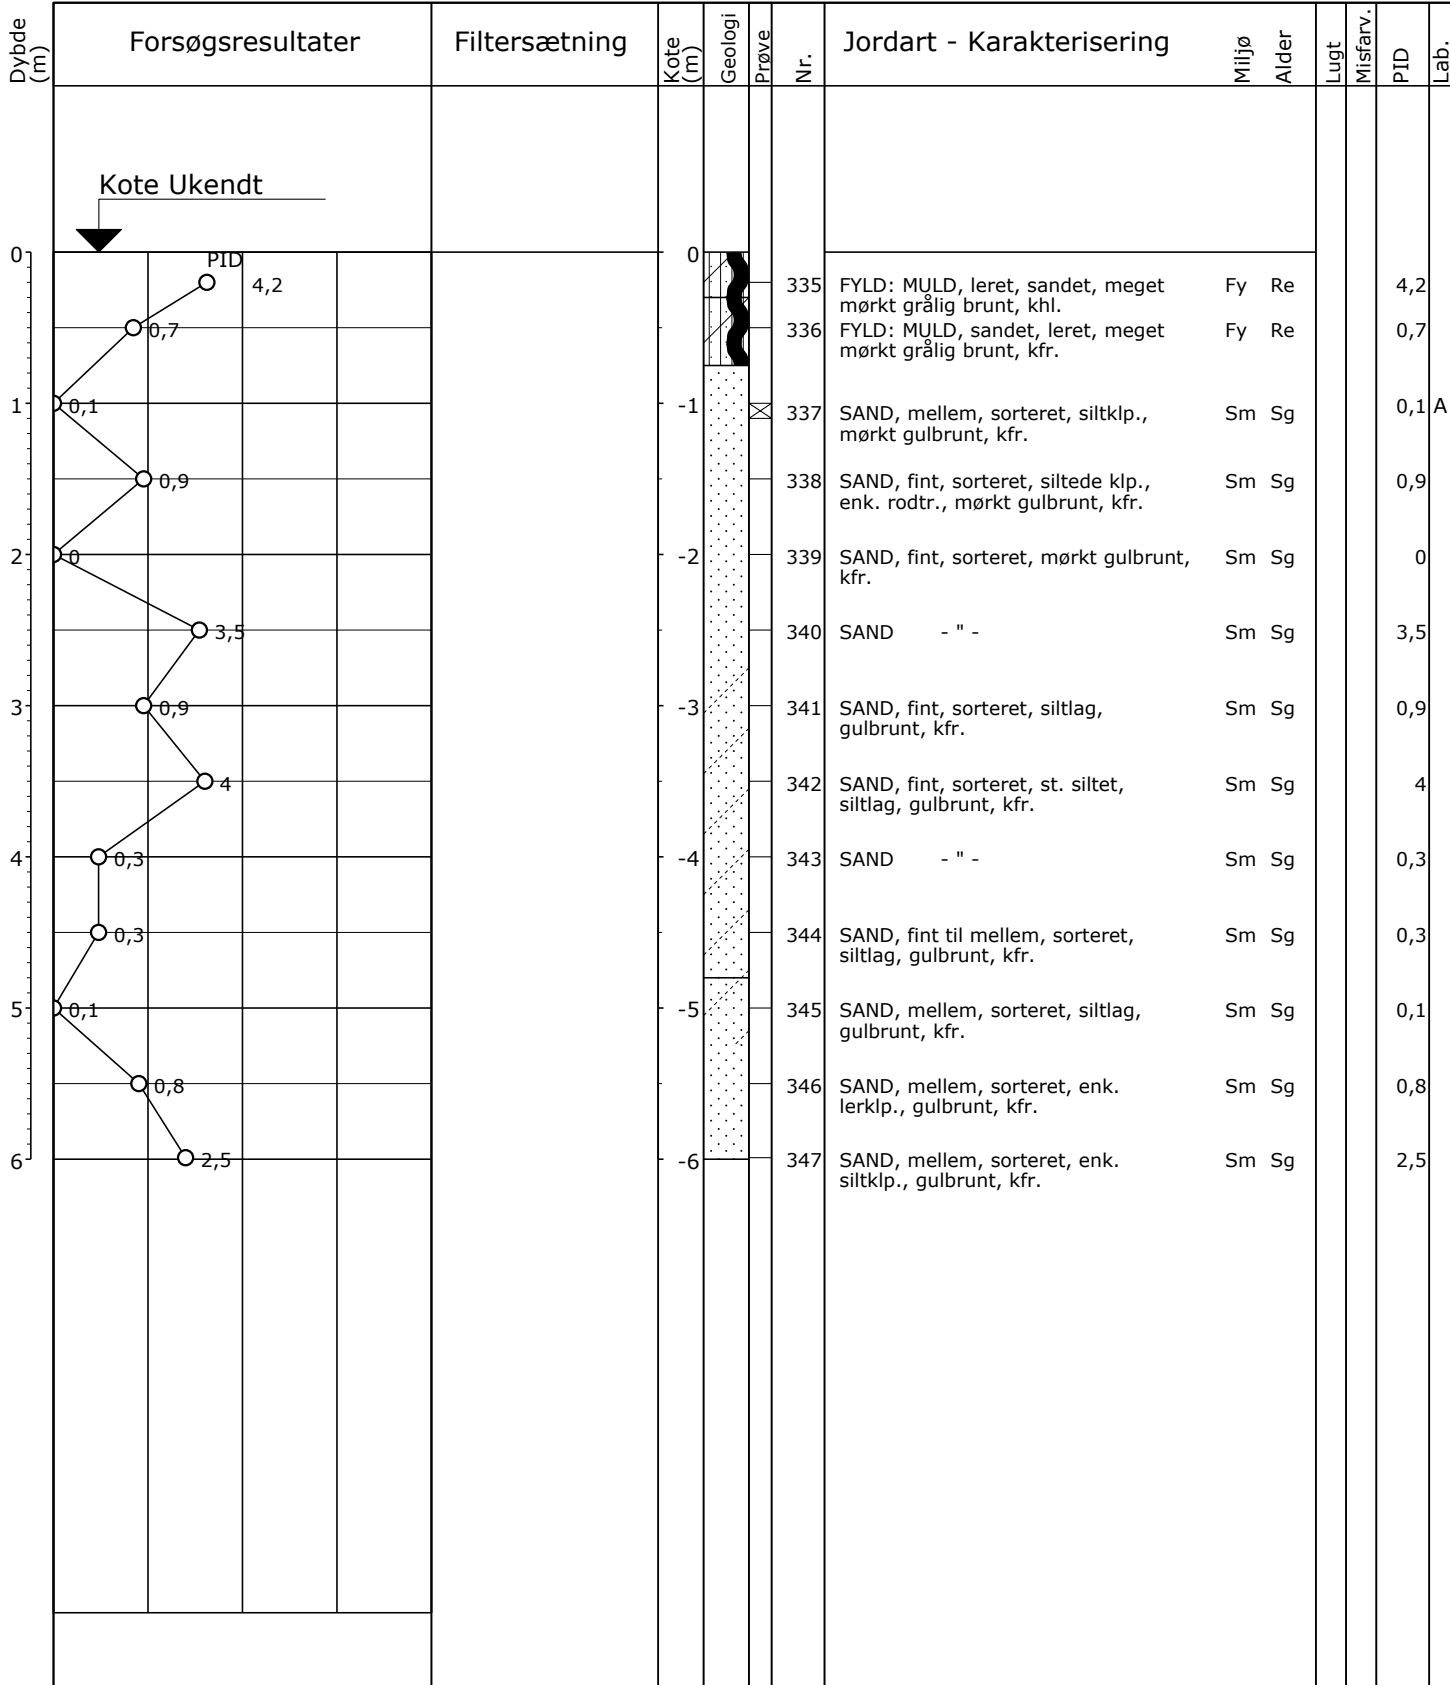 Dybde (m) Forsøgsresultater Filtersætning Kote (m) Geologi Prøve Nr. Jordart - Karakterisering Miljø Alder Lugt Misfarv. PID Lab.
Kote Ukendt
0 PID 0
4,2 335 FYLD: MULD, leret, sandet, meget Fy Re 4,2
mørkt grålig brunt, khl.
0,7 336 FYLD: MULD, sandet, leret, meget Fy Re 0,7
mørkt grålig brunt, kfr.
1 0,1 -1 337 SAND, mellem, sorteret, siltklp., Sm Sg 0,1 A
mørkt gulbrunt, kfr.
0,9 338 SAND, fint, sorteret, siltede klp., Sm Sg 0,9
enk. rodtr., mørkt gulbrunt, kfr.
2 0 -2 339 SAND, fint, sorteret, mørkt gulbrunt, Sm Sg 0
kfr.
3,5 340 SAND - " - Sm Sg 3,5
3 0,9 -3 341 SAND, fint, sorteret, siltlag, Sm Sg 0,9
gulbrunt, kfr.
4 342 SAND, fint, sorteret, st. siltet, Sm Sg 4
siltlag, gulbrunt, kfr.
4 0,3 -4 343 SAND - " - Sm Sg 0,3
0,3 344 SAND, fint til mellem, sorteret, Sm Sg 0,3
siltlag, gulbrunt, kfr.
5 0,1 -5 345 SAND, mellem, sorteret, siltlag, Sm Sg 0,1
gulbrunt, kfr.
0,8 346 SAND, mellem, sorteret, enk. Sm Sg 0,8
lerklp., gulbrunt, kfr.
6 2,5 -6 347 SAND, mellem, sorteret, enk. Sm Sg 2,5
siltklp., gulbrunt, kfr.